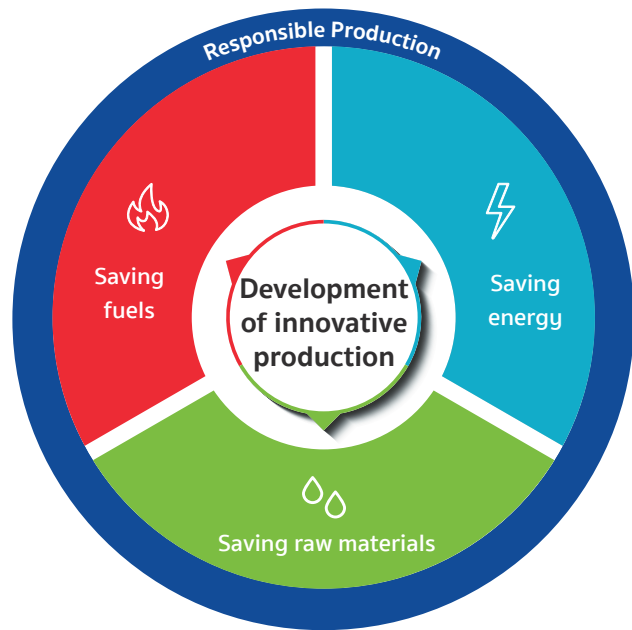 Responsible Production
Saving
fuels
Saving
energy
Development
of innovative
production
Saving raw materials